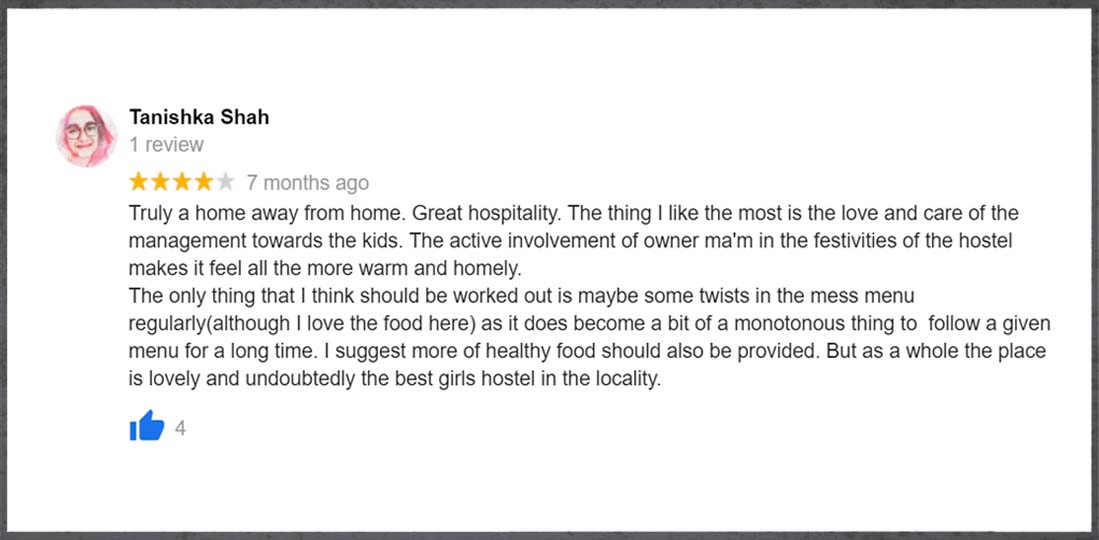 Tanishka Shah
1 review
7 months ago
Truly a home away from home. Great hospitality. The thing I like the most is the love and care of the
management towards the kids. The active involvement of owner ma'm in the festivities of the hostel
makes it feel all the more warm and homely.
The only thing that I think should be worked out is maybe some twists in the mess menu
regularly(although I love the food here) as it does become a bit of a monotonous thing to  follow a given
menu for a long time. I suggest more of healthy food should also be provided. But as a whole the place
is lovely and undoubtedly the best girls hostel in the locality.
4